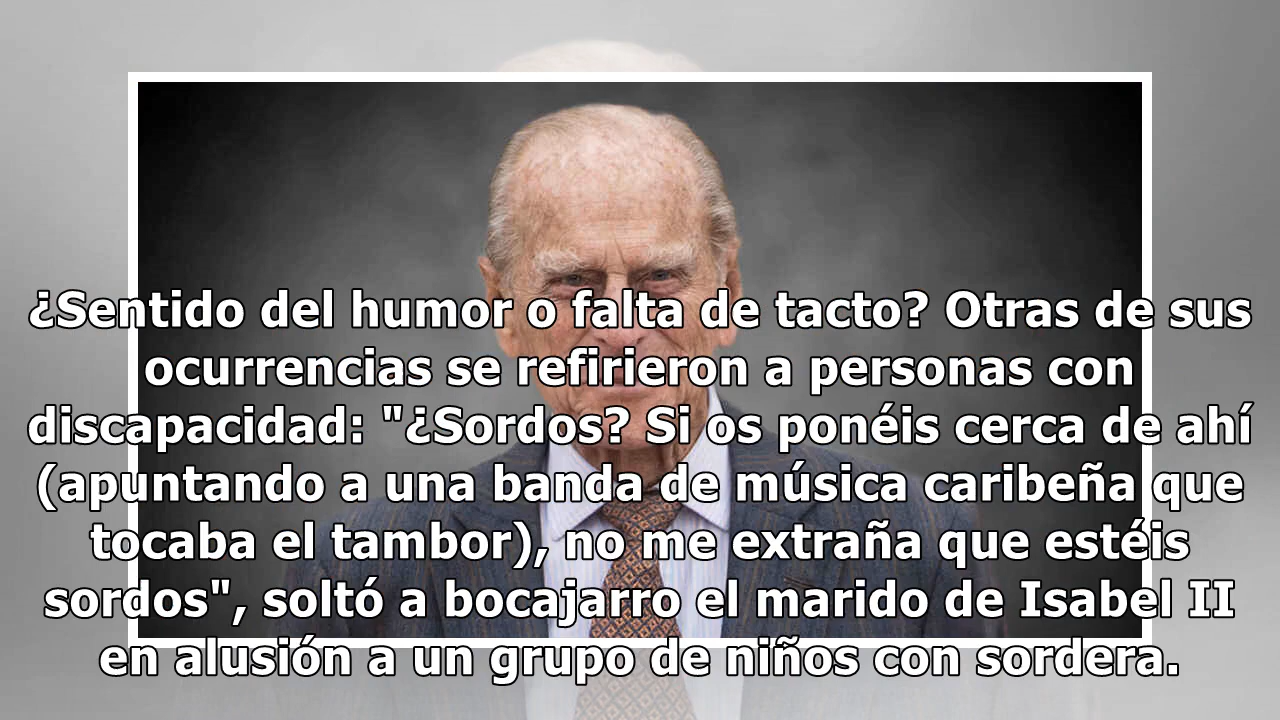 ¿Sentido del humor o falta de tacto? Otras de sus
ocurrencias se refirieron a personas con
discapacidad: "¿Sordos? Si os ponéis cerca de ahí
(apuntando a una banda de música caribeña que
tocaba el tambor), no me extraña que estéis
sordos", soltó a bocajarro el marido de Isabel II
en alusión a un grupo de niños con sordera.